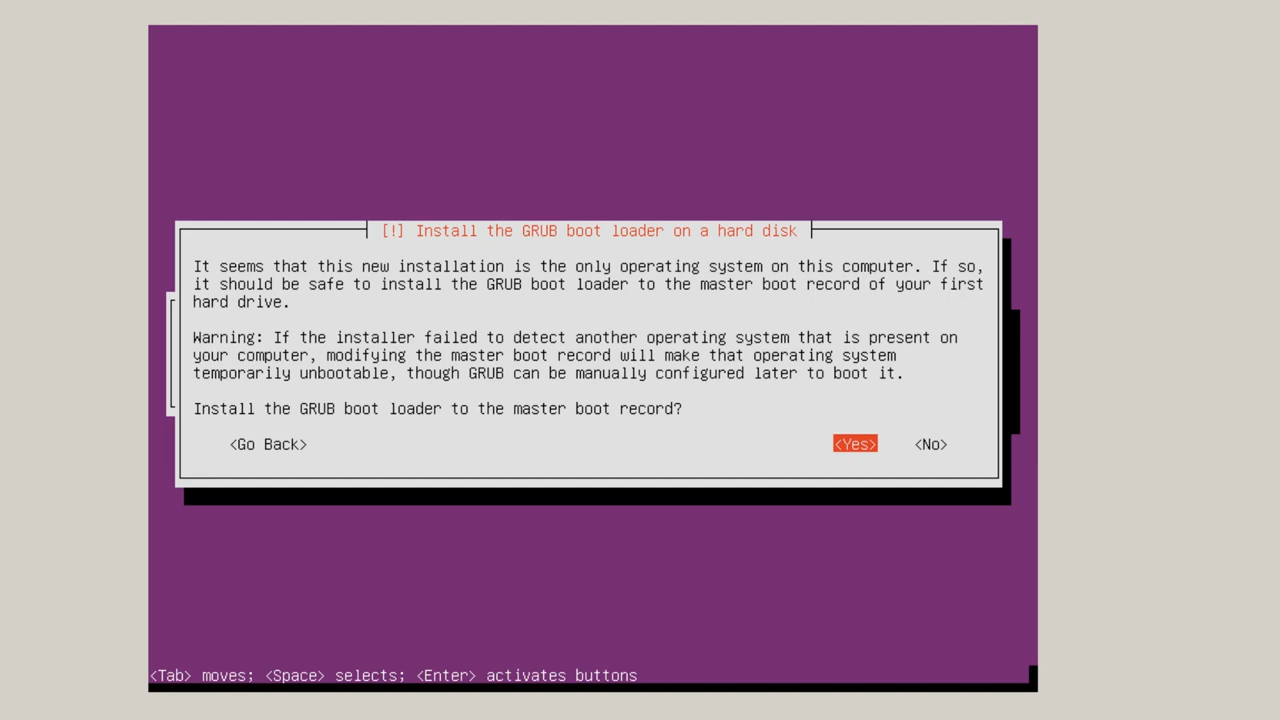 [!] Install the GRUB boot loader on a hard disk
It seems that this new installation is the only operating system on this computer. If so,
it should be safe to install the GRUB boot loader to the master boot record of your first
hard drive.
Warning: If the installer failed to detect another operating system that is present on
your computer, modifying the master boot record will make that operating system
temporarily unbootable, though GRUB can be manually configured later to boot it.
Install the GRUB boot loader to the master boot record?
<Go Back> <Yes> <No>
<Tab> moves; <Space> selects; <Enter> activates buttons